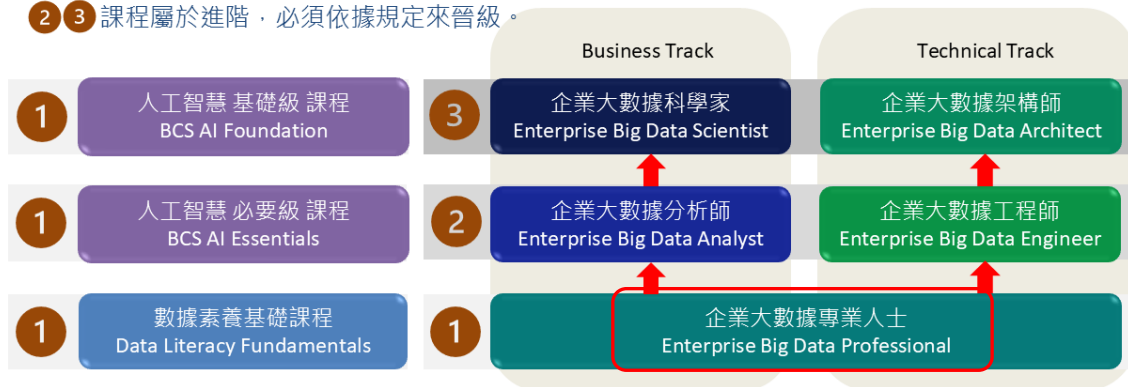 2 3 課程屬於進階，必須依據規定來晉級。
Business Track
Technical Track
1
人工智慧 基礎級 課程
BCS AI Foundation
3
企業大數據科學家
Enterprise Big Data Scientist
企業大數據架構師
Enterprise Big Data Architect
1
人工智慧 必要級 課程
BCS AI Essentials
2
企業大數據分析師
Enterprise Big Data Analyst
企業大數據工程師
Enterprise Big Data Engineer
1
數據素養基礎課程
Data Literacy Fundamentals
1
企業大數據專業人士
Enterprise Big Data Professional